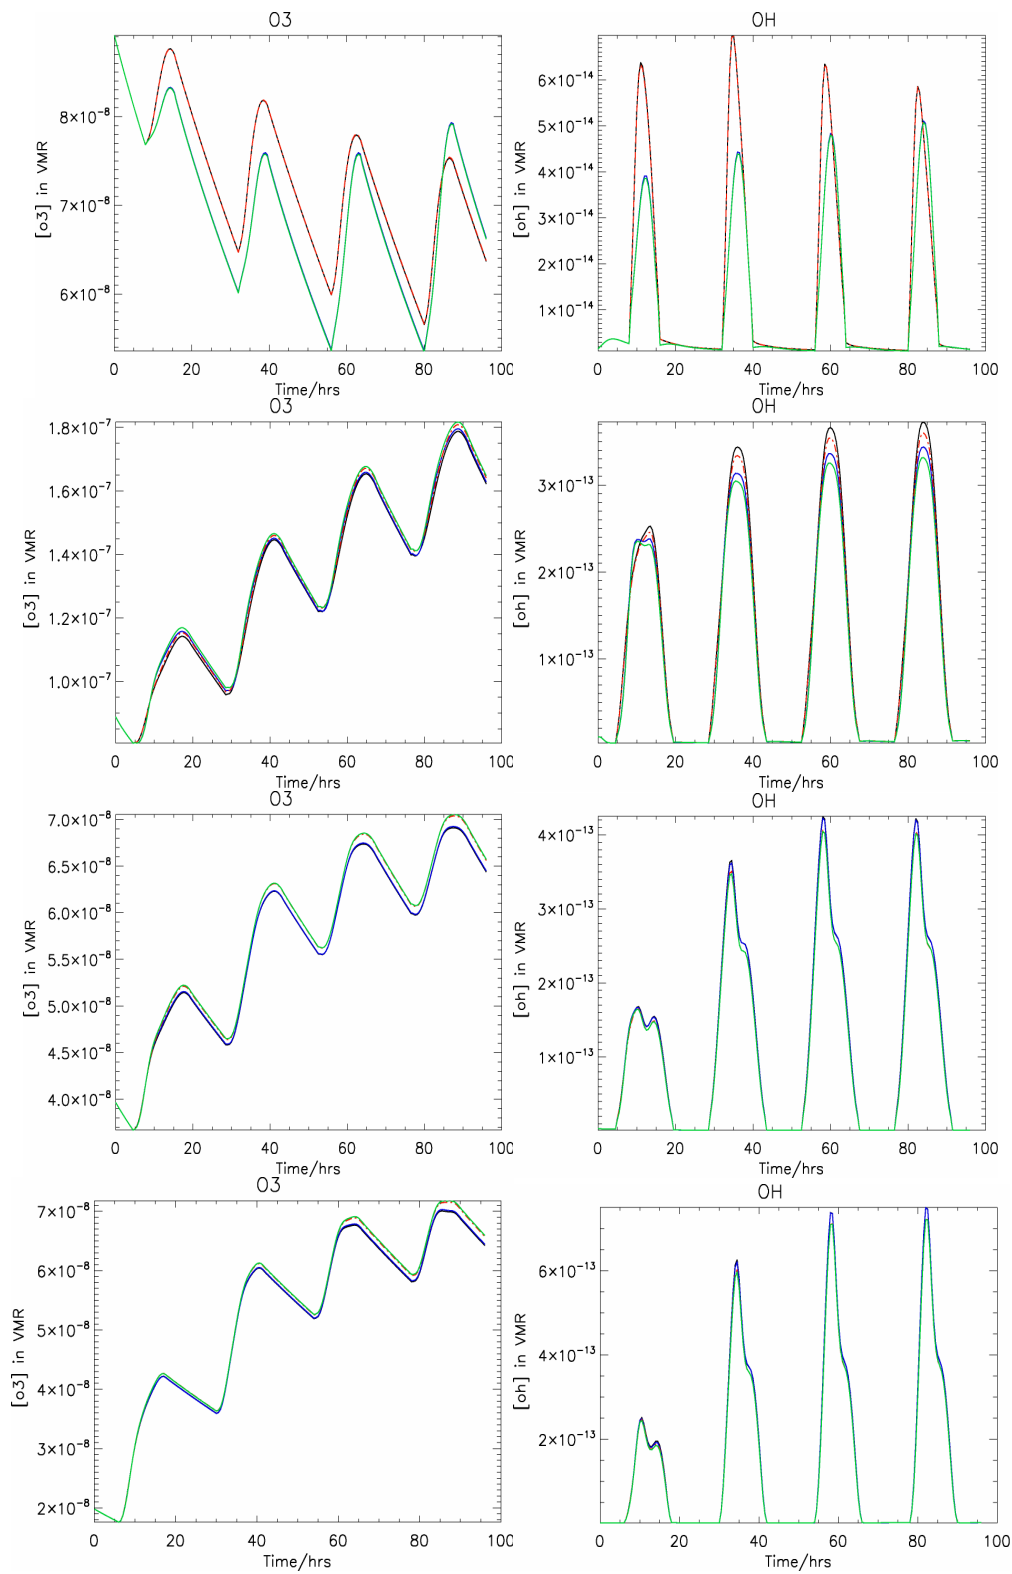 O3
8×10⁻⁸
7×10⁻⁸
6×10⁻⁸
[o3] in VMR
0 20 40 60 80 100
Time/hrs
OH
6×10⁻¹⁴
5×10⁻¹⁴
4×10⁻¹⁴
3×10⁻¹⁴
2×10⁻¹⁴
1×10⁻¹⁴
[oh] in VMR
0 20 40 60 80 100
Time/hrs
O3
1.8×10⁻⁷
1.6×10⁻⁷
1.4×10⁻⁷
1.2×10⁻⁷
1.0×10⁻⁷
[o3] in VMR
0 20 40 60 80 100
Time/hrs
OH
3×10⁻¹³
2×10⁻¹³
1×10⁻¹³
[oh] in VMR
0 20 40 60 80 100
Time/hrs
O3
7.0×10⁻⁸
6.5×10⁻⁸
6.0×10⁻⁸
5.5×10⁻⁸
5.0×10⁻⁸
4.5×10⁻⁸
4.0×10⁻⁸
[o3] in VMR
0 20 40 60 80 100
Time/hrs
OH
4×10⁻¹³
3×10⁻¹³
2×10⁻¹³
1×10⁻¹³
[oh] in VMR
0 20 40 60 80 100
Time/hrs
O3
7×10⁻⁸
6×10⁻⁸
5×10⁻⁸
4×10⁻⁸
3×10⁻⁸
2×10⁻⁸
[o3] in VMR
0 20 40 60 80 100
Time/hrs
OH
6×10⁻¹³
4×10⁻¹³
2×10⁻¹³
[oh] in VMR
0 20 40 60 80 100
Time/hrs